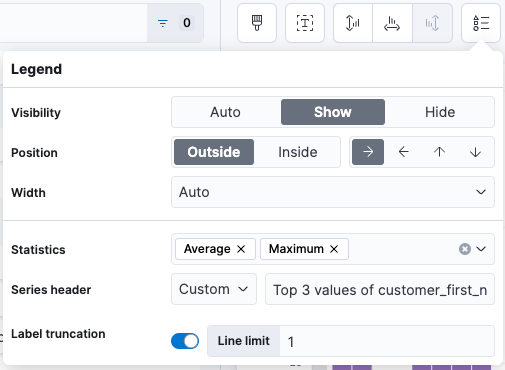 0
Legend
Visibility Auto Show Hide
Position Outside Inside
Width Auto
Statistics Average Maximum
Series header Custom Top 3 values of customer_first_n
Label truncation Line limit 1